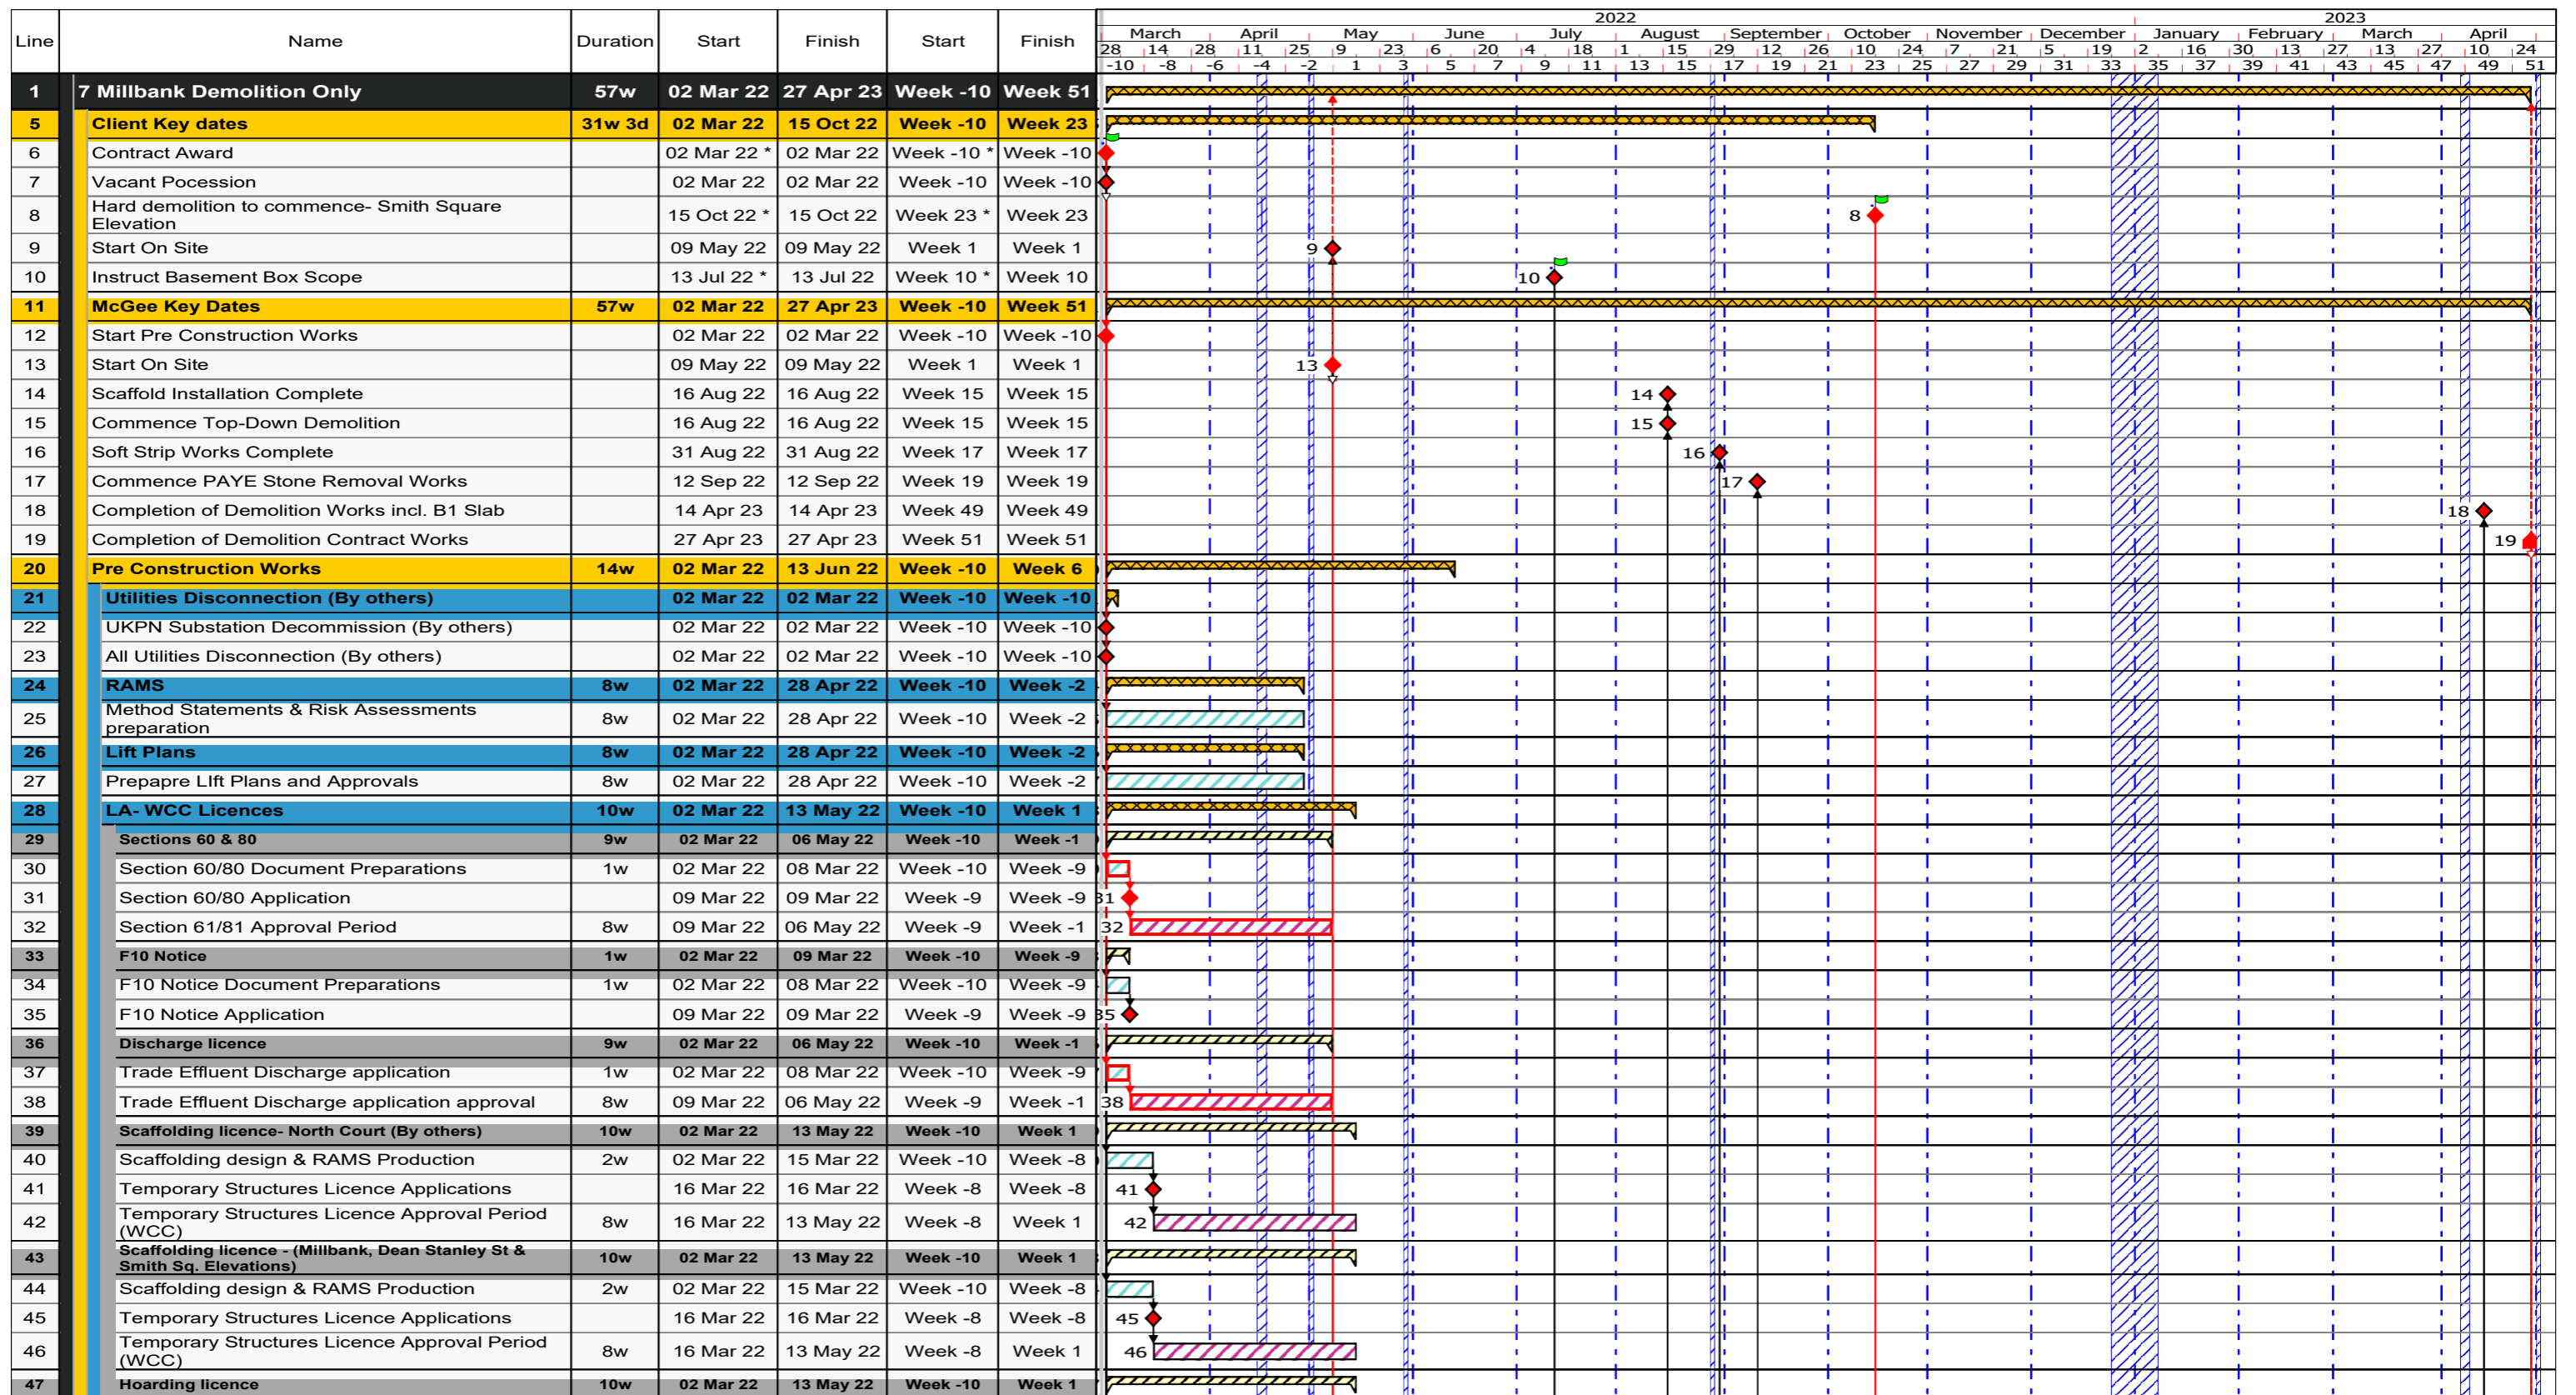 2022 2023
Line Name Duration Start Finish Start Finish
March April May June July August September October November December January February March April
28 14 28 11 25 9 23 6 20 4 18 1 15 29 12 26 10 24 7 21 5 19 2 16 30 13 27 13 27 10 24
-10 -8 -6 -4 -2 1 3 5 7 9 11 13 15 17 19 21 23 25 27 29 31 33 35 37 39 41 43 45 47 49 51
1 7 Millbank Demolition Only 57w 02 Mar 22 27 Apr 23 Week -10 Week 51
5 Client Key dates 31w 3d 02 Mar 22 15 Oct 22 Week -10 Week 23
6 Contract Award 02 Mar 22 * 02 Mar 22 Week -10 * Week -10
7 Vacant Pocession 02 Mar 22 02 Mar 22 Week -10 Week -10
8 Hard demolition to commence- Smith Square
Elevation 15 Oct 22 * 15 Oct 22 Week 23 * Week 23 8
9 Start On Site 09 May 22 09 May 22 Week 1 Week 1 9
10 Instruct Basement Box Scope 13 Jul 22 * 13 Jul 22 Week 10 * Week 10 10
11 McGee Key Dates 57w 02 Mar 22 27 Apr 23 Week -10 Week 51
12 Start Pre Construction Works 02 Mar 22 02 Mar 22 Week -10 Week -10
13 Start On Site 09 May 22 09 May 22 Week 1 Week 1 13
14 Scaffold Installation Complete 16 Aug 22 16 Aug 22 Week 15 Week 15 14
15 Commence Top-Down Demolition 16 Aug 22 16 Aug 22 Week 15 Week 15 15
16 Soft Strip Works Complete 31 Aug 22 31 Aug 22 Week 17 Week 17 16
17 Commence PAYE Stone Removal Works 12 Sep 22 12 Sep 22 Week 19 Week 19 17
18 Completion of Demolition Works incl. B1 Slab 14 Apr 23 14 Apr 23 Week 49 Week 49 18
19 Completion of Demolition Contract Works 27 Apr 23 27 Apr 23 Week 51 Week 51 19
20 Pre Construction Works 14w 02 Mar 22 13 Jun 22 Week -10 Week 6
21 Utilities Disconnection (By others) 02 Mar 22 02 Mar 22 Week -10 Week -10
22 UKPN Substation Decommission (By others) 02 Mar 22 02 Mar 22 Week -10 Week -10
23 All Utilities Disconnection (By others) 02 Mar 22 02 Mar 22 Week -10 Week -10
24 RAMS 8w 02 Mar 22 28 Apr 22 Week -10 Week -2
25 Method Statements & Risk Assessments
preparation 8w 02 Mar 22 28 Apr 22 Week -10 Week -2
26 Lift Plans 8w 02 Mar 22 28 Apr 22 Week -10 Week -2
27 Prepapre LIft Plans and Approvals 8w 02 Mar 22 28 Apr 22 Week -10 Week -2
28 LA- WCC Licences 10w 02 Mar 22 13 May 22 Week -10 Week 1
29 Sections 60 & 80 9w 02 Mar 22 06 May 22 Week -10 Week -1
30 Section 60/80 Document Preparations 1w 02 Mar 22 08 Mar 22 Week -10 Week -9
31 Section 60/80 Application 09 Mar 22 09 Mar 22 Week -9 Week -9 31
32 Section 61/81 Approval Period 8w 09 Mar 22 06 May 22 Week -9 Week -1 32
33 F10 Notice 1w 02 Mar 22 09 Mar 22 Week -10 Week -9
34 F10 Notice Document Preparations 1w 02 Mar 22 08 Mar 22 Week -10 Week -9
35 F10 Notice Application 09 Mar 22 09 Mar 22 Week -9 Week -9 35
36 Discharge licence 9w 02 Mar 22 06 May 22 Week -10 Week -1
37 Trade Effluent Discharge application 1w 02 Mar 22 08 Mar 22 Week -10 Week -9
38 Trade Effluent Discharge application approval 8w 09 Mar 22 06 May 22 Week -9 Week -1 38
39 Scaffolding licence- North Court (By others) 10w 02 Mar 22 13 May 22 Week -10 Week 1
40 Scaffolding design & RAMS Production 2w 02 Mar 22 15 Mar 22 Week -10 Week -8
41 Temporary Structures Licence Applications 16 Mar 22 16 Mar 22 Week -8 Week -8 41
42 Temporary Structures Licence Approval Period
(WCC) 8w 16 Mar 22 13 May 22 Week -8 Week 1 42
43 Scaffolding licence - (Millbank, Dean Stanley St &
Smith Sq. Elevations) 10w 02 Mar 22 13 May 22 Week -10 Week 1
44 Scaffolding design & RAMS Production 2w 02 Mar 22 15 Mar 22 Week -10 Week -8
45 Temporary Structures Licence Applications 16 Mar 22 16 Mar 22 Week -8 Week -8 45
46 Temporary Structures Licence Approval Period
(WCC) 8w 16 Mar 22 13 May 22 Week -8 Week 1 46
47 Hoarding licence 10w 02 Mar 22 13 May 22 Week -10 Week 1